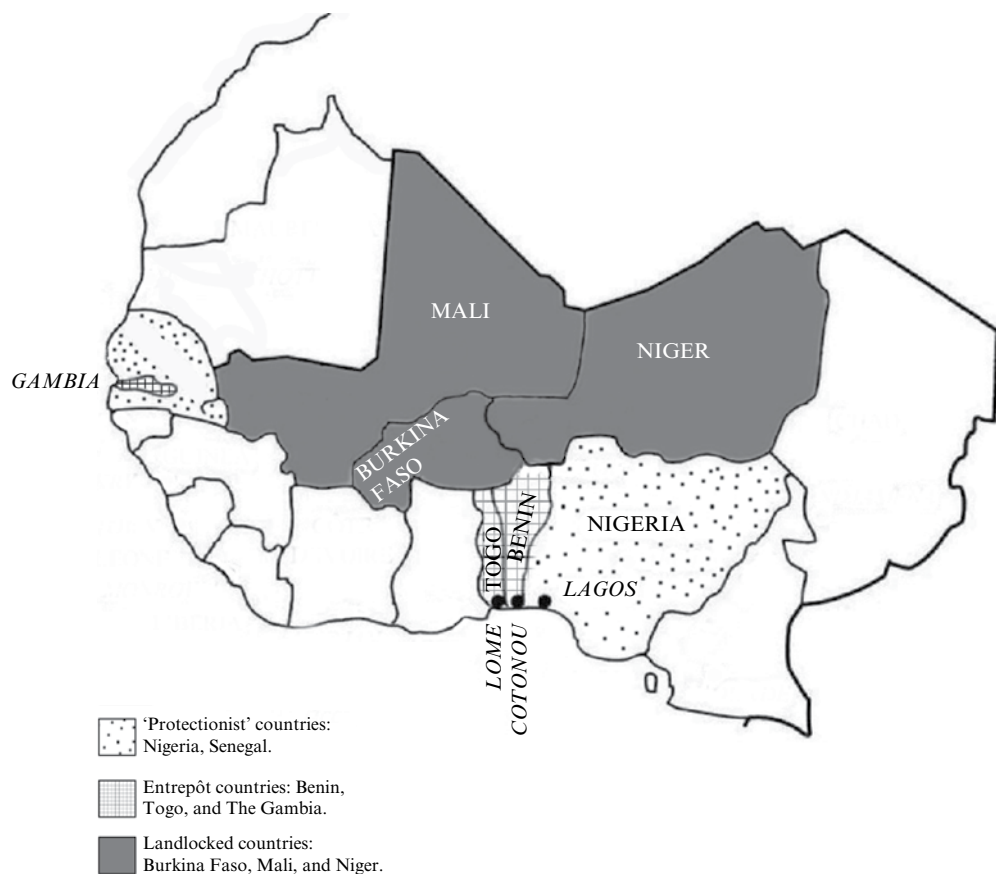 MALI
NIGER
GAMBIA
BURKINA
FASO
TOGO
BENIN
NIGERIA
LAGOS
LOME
COTONOU
‘Protectionist’ countries:
Nigeria, Senegal.
Entrepôt countries: Benin,
Togo, and The Gambia.
Landlocked countries:
Burkina Faso, Mali, and Niger.